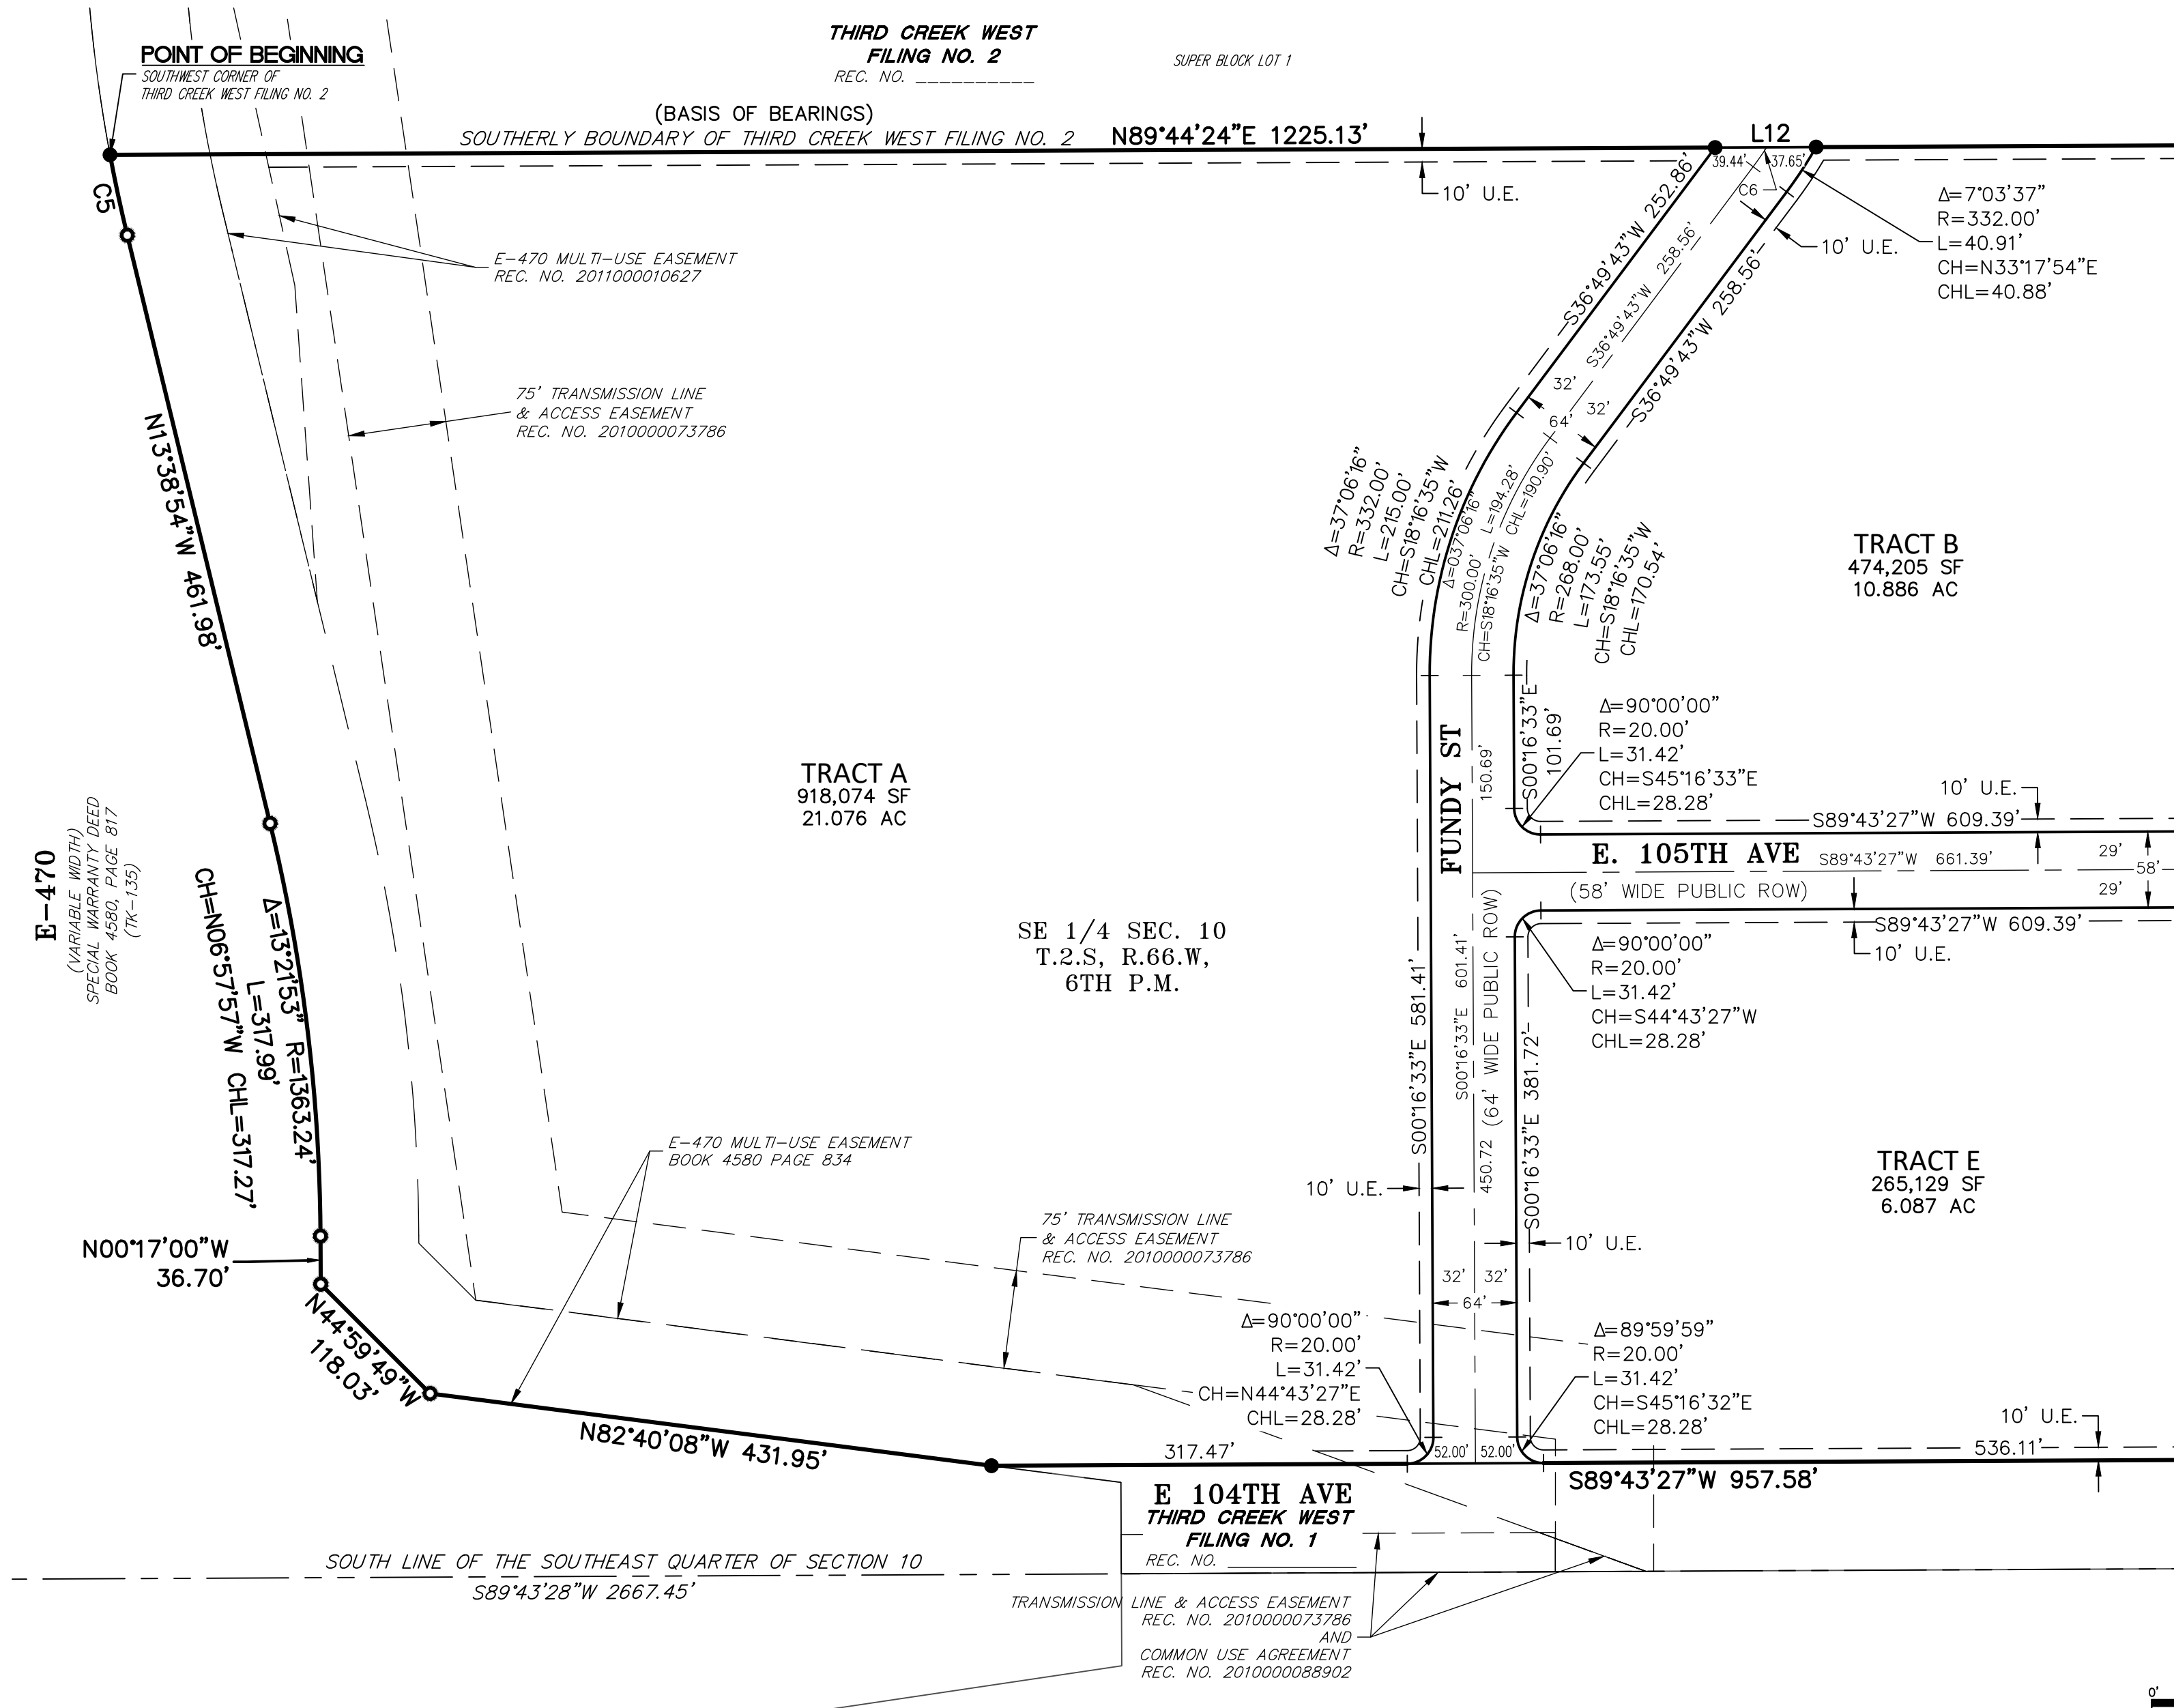 THIRD CREEK WEST
FILING NO. 2
REC. NO. __________
SUPER BLOCK LOT 1
POINT OF BEGINNING
SOUTHWEST CORNER OF
THIRD CREEK WEST FILING NO. 2
(BASIS OF BEARINGS)
SOUTHERLY BOUNDARY OF THIRD CREEK WEST FILING NO. 2
N89°44'24"E 1225.13'
L12
39.44'
37.65'
C6
10' U.E.
10' U.E.
Δ=7°03'37"
R=332.00'
L=40.91'
CH=N33°17'54"E
CHL=40.88'
C5
E-470 MULTI-USE EASEMENT
REC. NO. 2011000010627
75' TRANSMISSION LINE
& ACCESS EASEMENT
REC. NO. 2010000073786
N13°38'54"W 461.98'
S36°49'43"W 252.86'
S36°49'43"W 258.56'
S36°49'43"W 258.56'
32'
32'
64'
Δ=37°06'16"
R=332.00'
L=215.00'
CH=S18°16'35"W
CHL=211.26'
Δ=037°06'16"
R=300.00'
L=194.28'
CH=S18°16'35"W
CHL=190.90'
Δ=37°06'16"
R=268.00'
L=173.55'
CH=S18°16'35"W
CHL=170.54'
TRACT B
474,205 SF
10.886 AC
TRACT A
918,074 SF
21.076 AC
FUNDY ST
150.69'
S00°16'33"E
101.69'
Δ=90°00'00"
R=20.00'
L=31.42'
CH=S45°16'33"E
CHL=28.28'
10' U.E.
S89°43'27"W 609.39'
E. 105TH AVE
S89°43'27"W 661.39'
(58' WIDE PUBLIC ROW)
29'
58'
29'
S89°43'27"W 609.39'
10' U.E.
E-470
(VARIABLE WIDTH)
SPECIAL WARRANTY DEED
BOOK 4580, PAGE 817
(TK-135)
Δ=13°21'53" R=1363.24'
L=317.99'
CH=N06°57'57"W CHL=317.27'
SE 1/4 SEC. 10
T.2.S, R.66.W,
6TH P.M.
Δ=90°00'00"
R=20.00'
L=31.42'
CH=S44°43'27"W
CHL=28.28'
S00°16'33"E 581.41'
S00°16'33"E 601.41'
450.72
(64' WIDE PUBLIC ROW)
S00°16'33"E 381.72'
TRACT E
265,129 SF
6.087 AC
10' U.E.
10' U.E.
E-470 MULTI-USE EASEMENT
BOOK 4580 PAGE 834
75' TRANSMISSION LINE
& ACCESS EASEMENT
REC. NO. 2010000073786
N00°17'00"W
36.70'
32'
32'
64'
N44°59'49"W
118.03'
Δ=90°00'00"
R=20.00'
L=31.42'
CH=N44°43'27"E
CHL=28.28'
Δ=89°59'59"
R=20.00'
L=31.42'
CH=S45°16'32"E
CHL=28.28'
N82°40'08"W 431.95'
317.47'
52.00'
52.00'
10' U.E.
536.11'
S89°43'27"W 957.58'
E 104TH AVE
THIRD CREEK WEST
FILING NO. 1
REC. NO. ___________
SOUTH LINE OF THE SOUTHEAST QUARTER OF SECTION 10
S89°43'28"W 2667.45'
TRANSMISSION LINE & ACCESS EASEMENT
REC. NO. 2010000073786
AND
COMMON USE AGREEMENT
REC. NO. 2010000088902
0'